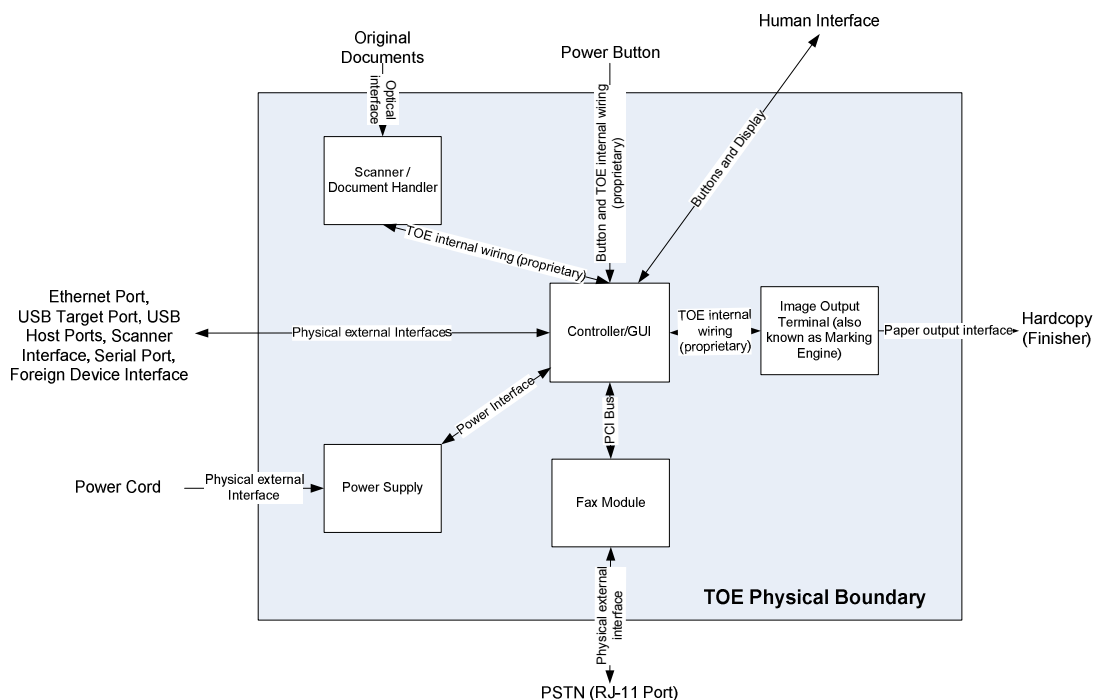 Human Interface
Original
Documents
Power Button
Optical
interface
Button and TOE internal wiring
(proprietary)
Buttons and Display
Scanner /
Document Handler
TOE internal wiring (proprietary)
Ethernet Port,
USB Target Port, USB
Host Ports, Scanner
Interface, Serial Port,
Foreign Device Interface
Physical external Interfaces
Controller/GUI
TOE internal
wiring
(proprietary)
Image Output
Terminal (also
known as Marking
Engine)
Paper output interface
Hardcopy
(Finisher)
Power Interface
PCI Bus
Power Cord
Physical external
Interface
Power Supply
Fax Module
Physical external
interface
TOE Physical Boundary
PSTN (RJ-11 Port)